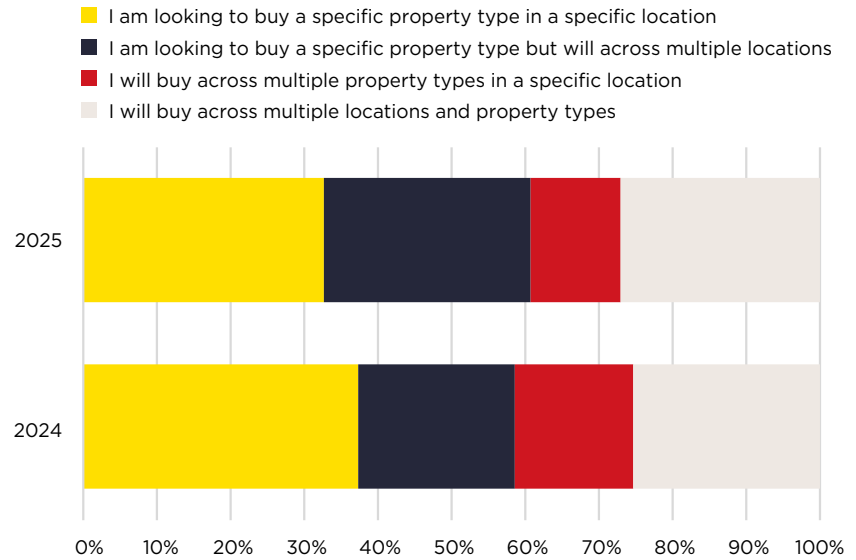 I am looking to buy a specific property type in a specific location
I am looking to buy a specific property type but will across multiple locations
I will buy across multiple property types in a specific location
I will buy across multiple locations and property types
2025
2024
0% 10% 20% 30% 40% 50% 60% 70% 80% 90% 100%